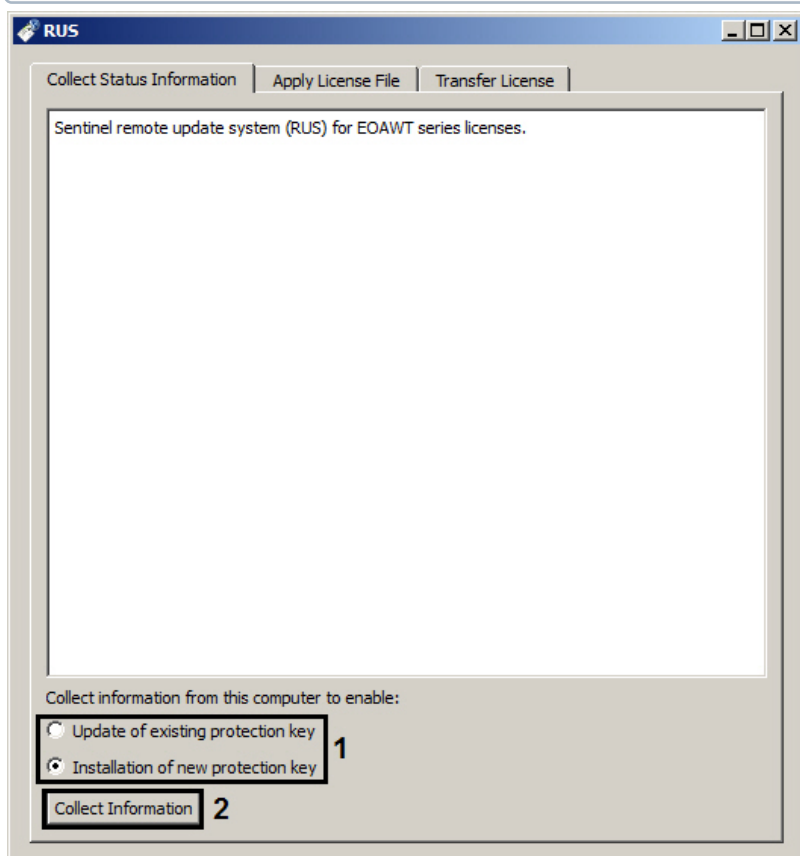 RUS
Collect Status Information Apply License File Transfer License
Sentinel remote update system (RUS) for EOAWT series licenses.
Collect information from this computer to enable:
Update of existing protection key
Installation of new protection key
1
Collect Information 2